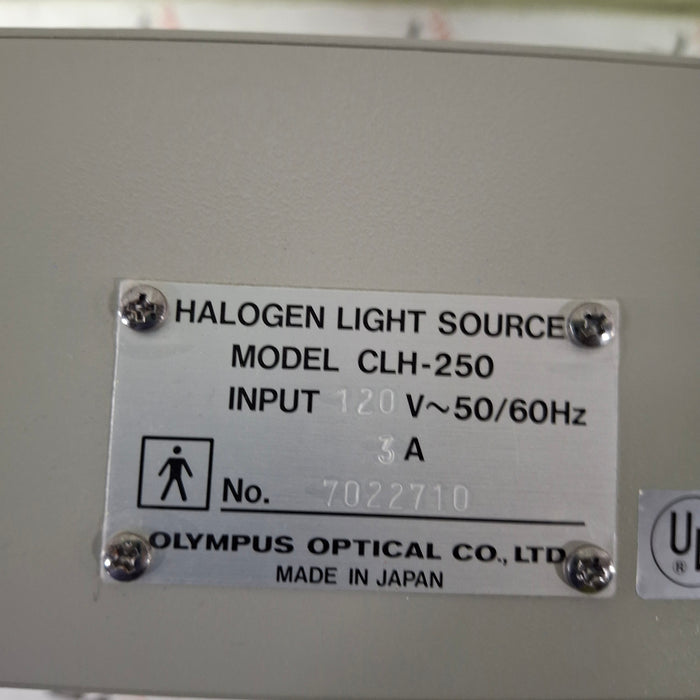 HALOGEN LIGHT SOURCE
MODEL CLH-250
INPUT 120 V~50/60Hz
3 A
No. 7022710
OLYMPUS OPTICAL CO., LTD
MADE IN JAPAN
®